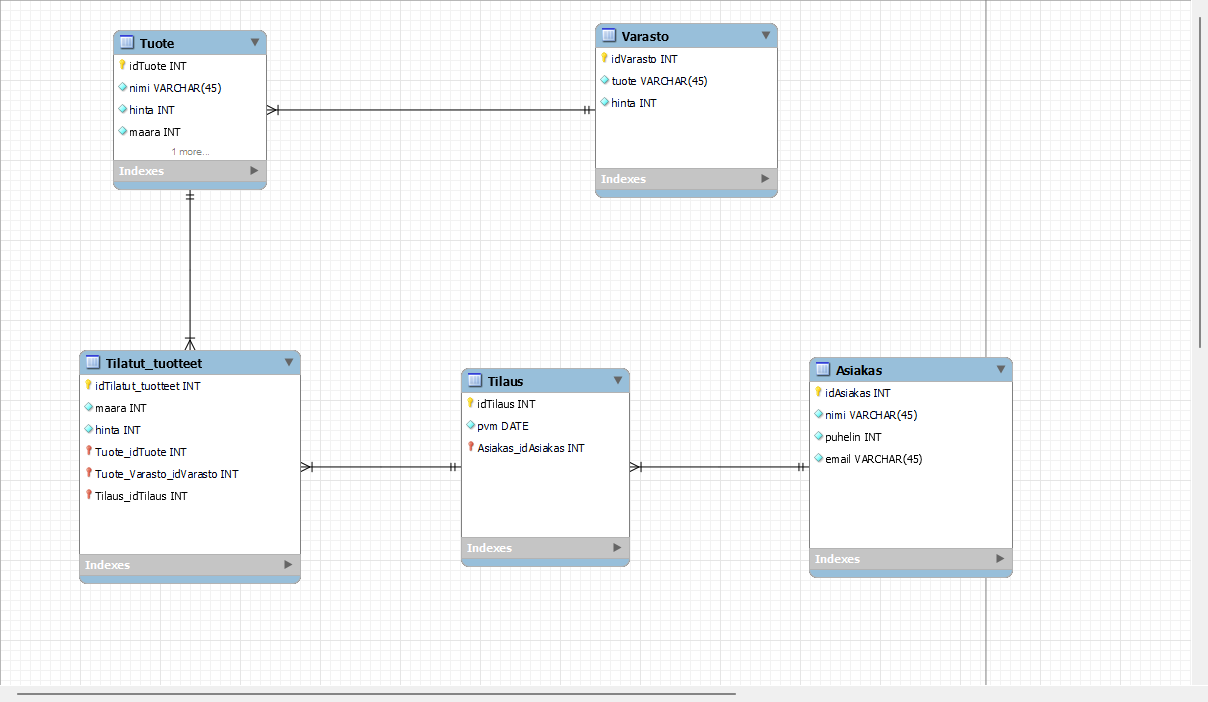 Tuote
idTuote INT
nimi VARCHAR(45)
hinta INT
maara INT
1 more...
Indexes
Varasto
idVarasto INT
tuote VARCHAR(45)
hinta INT
Indexes
Tilatut_tuotteet
idTilatut_tuotteet INT
maara INT
hinta INT
Tuote_idTuote INT
Tuote_Varasto_idVarasto INT
Tilaus_idTilaus INT
Indexes
Tilaus
idTilaus INT
pvm DATE
Asiakas_idAsiakas INT
Indexes
Asiakas
idAsiakas INT
nimi VARCHAR(45)
puhelin INT
email VARCHAR(45)
Indexes